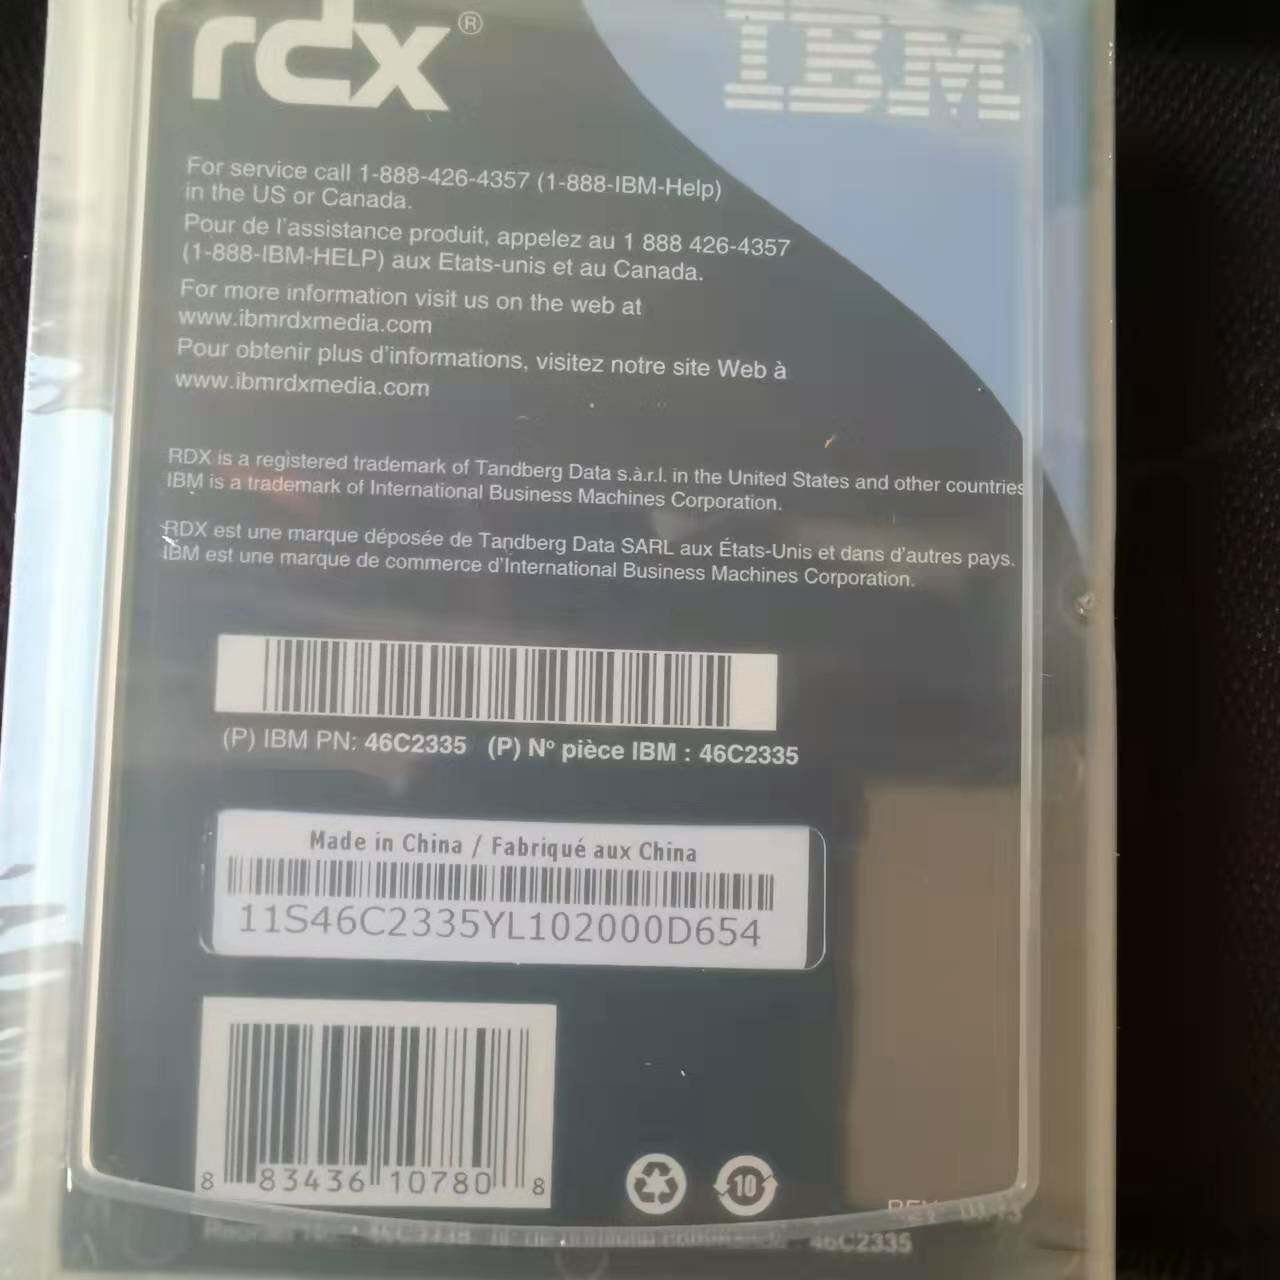 rdx®
IBM
For service call 1-888-426-4357 (1-888-IBM-Help)
in the US or Canada.
Pour de l'assistance produit, appelez au 1 888 426-4357
(1-888-IBM-HELP) aux Etats-unis et au Canada.
For more information visit us on the web at
www.ibmrdxmedia.com
Pour obtenir plus d'informations, visitez notre site Web à
www.ibmrdxmedia.com
RDX is a registered trademark of Tandberg Data s.à.r.l. in the United States and other countries
IBM is a trademark of International Business Machines Corporation.
RDX est une marque déposée de Tandberg Data SARL aux États-Unis et dans d'autres pays.
IBM est une marque de commerce d'International Business Machines Corporation.
(P) IBM PN: 46C2335 (P) Nº pièce IBM : 46C2335
Made in China / Fabriqué aux China
11S46C2335YL102000D654
8 83436 10780 8
10
46C2335